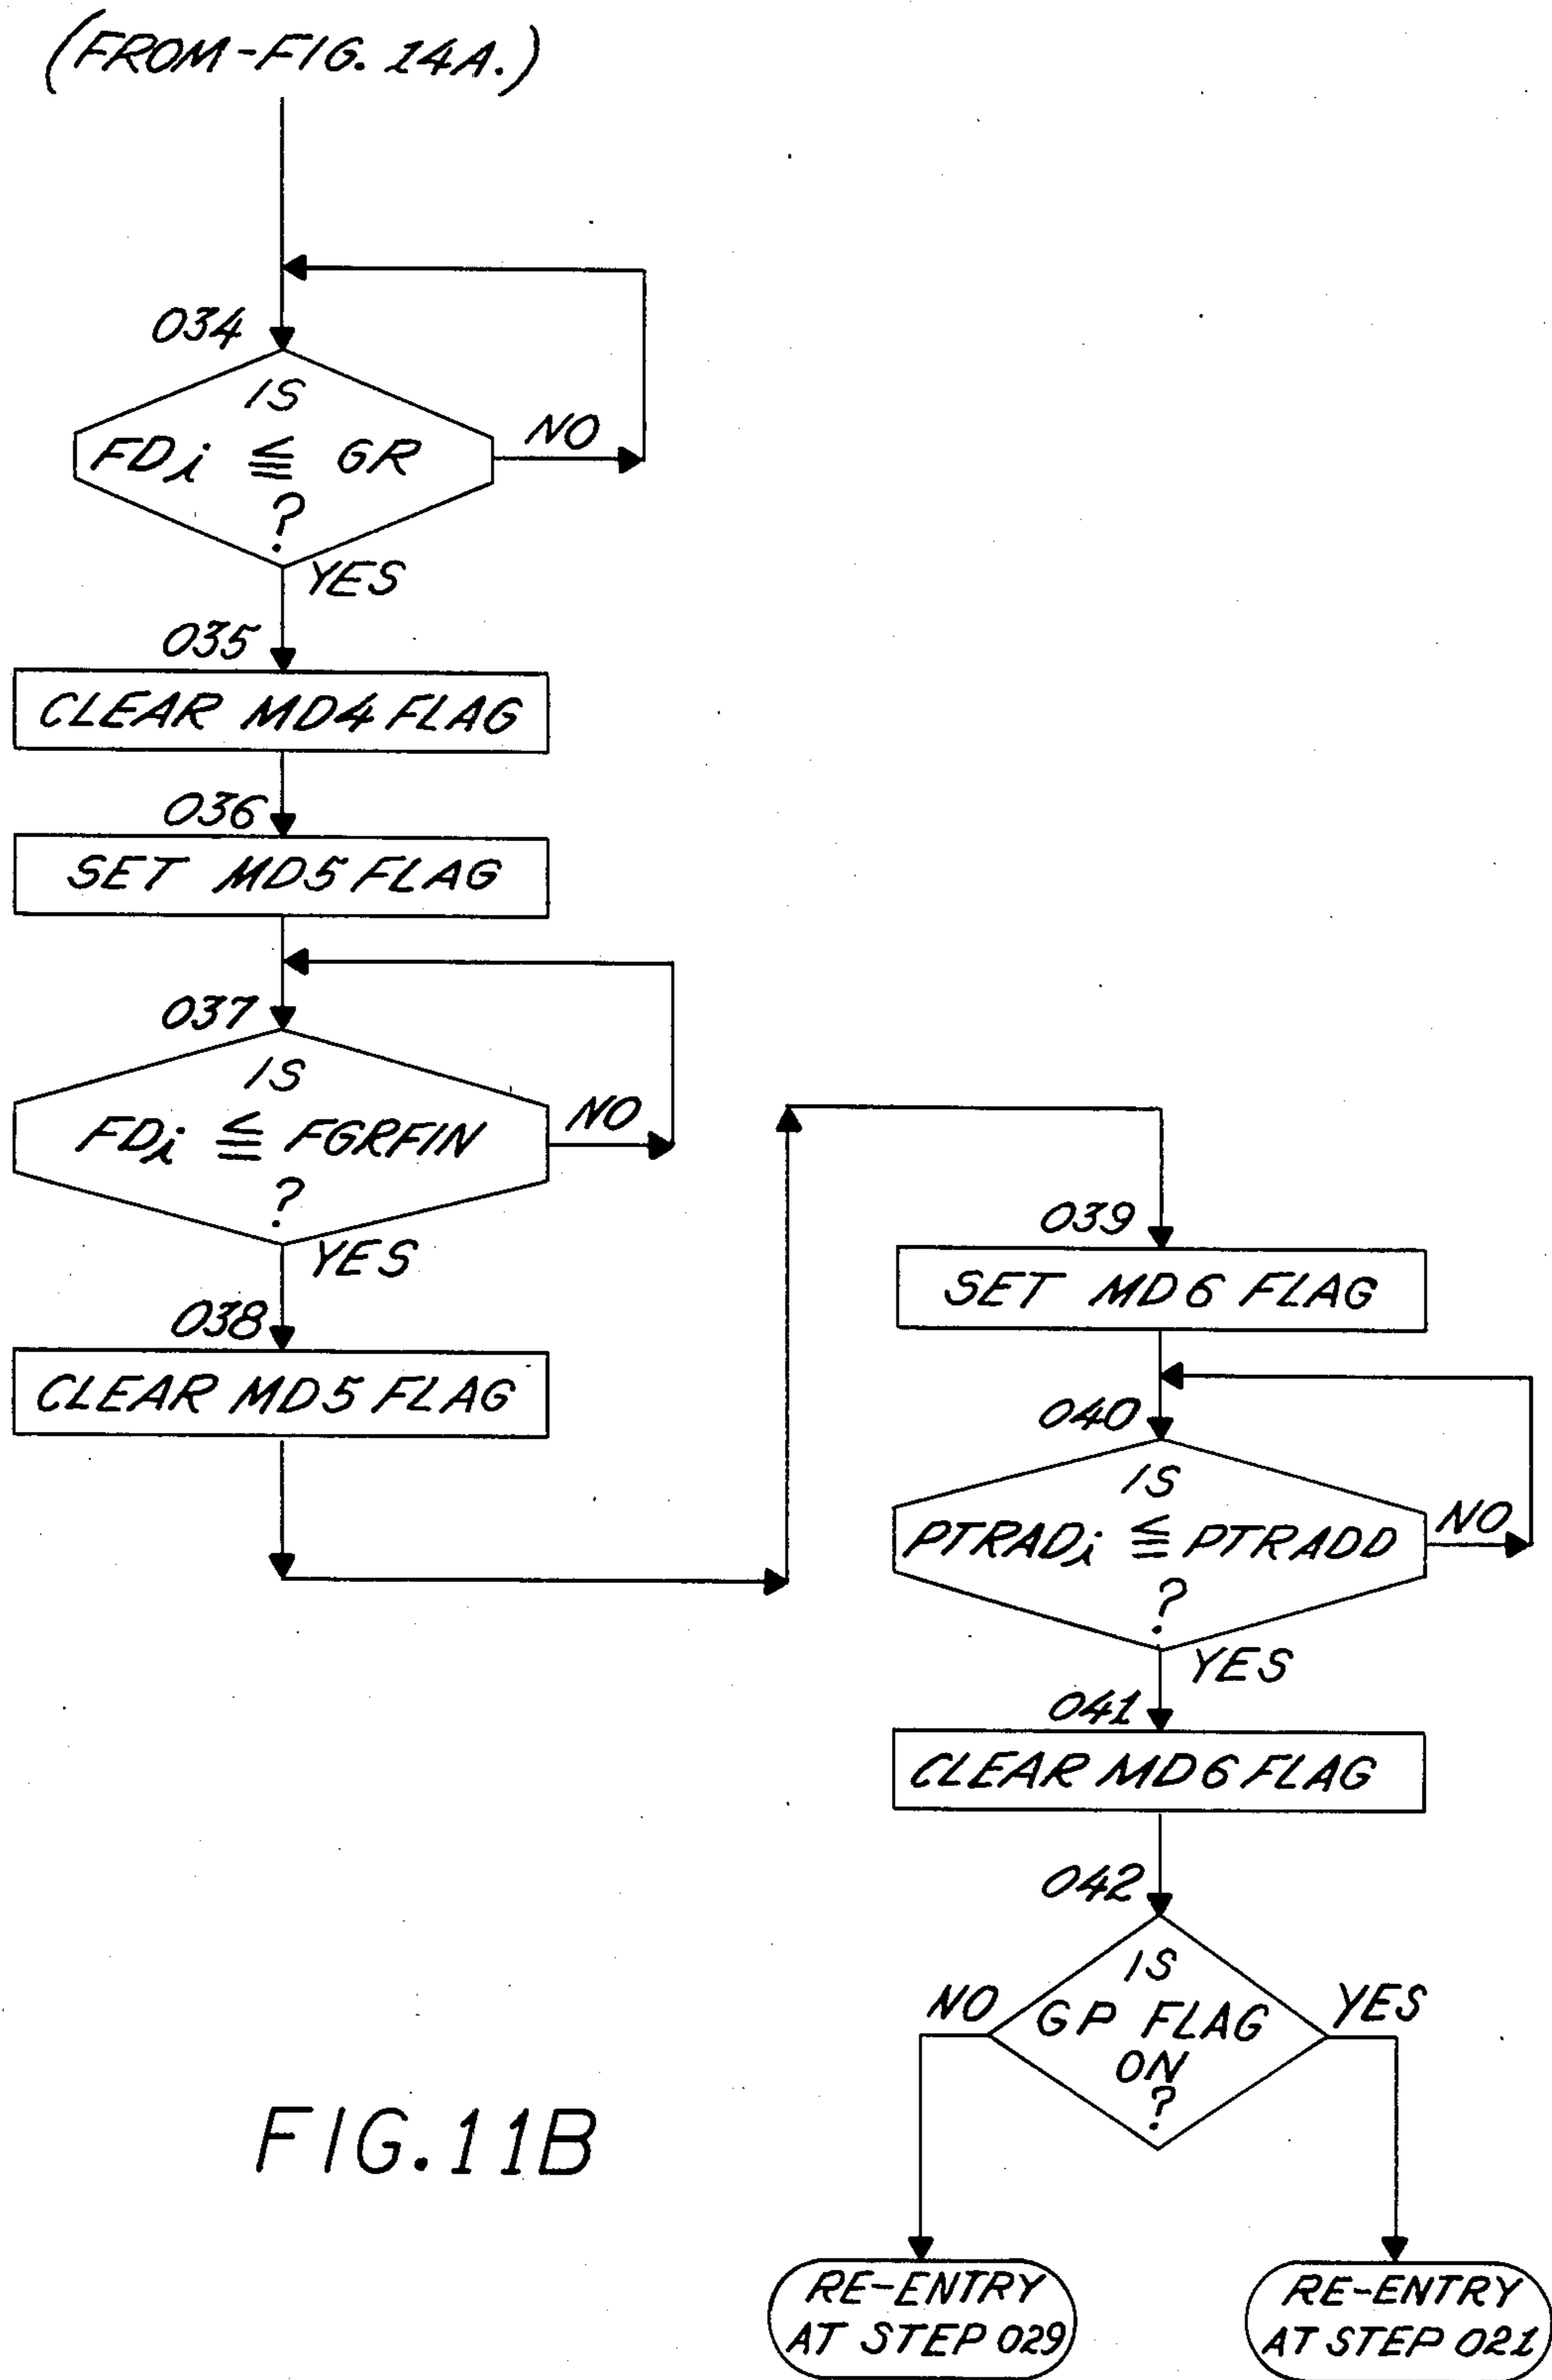 (FROM-FIG. 14A.)
034
IS
FDi ≦ GR
?
NO
YES
035
CLEAR MD4 FLAG
036
SET MD5 FLAG
037
IS
FDi ≦ FGRFIN
?
NO
YES
038
CLEAR MD5 FLAG
039
SET MD6 FLAG
040
IS
PTRADi ≦ PTRADD
?
NO
YES
041
CLEAR MD6 FLAG
042
IS
GP FLAG
ON
?
NO
YES
RE-ENTRY
AT STEP 029
RE-ENTRY
AT STEP 021
FIG.11B